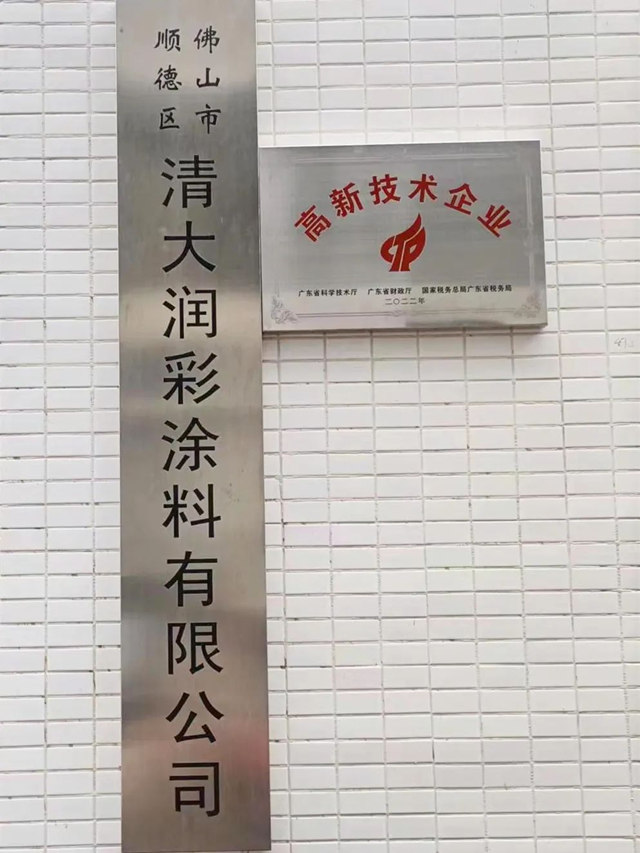 佛山市
顺德区
清大润彩涂料有限公司
高新技术企业
广东省科学技术厅 广东省财政厅 国家税务总局广东省税务局
二〇二二年